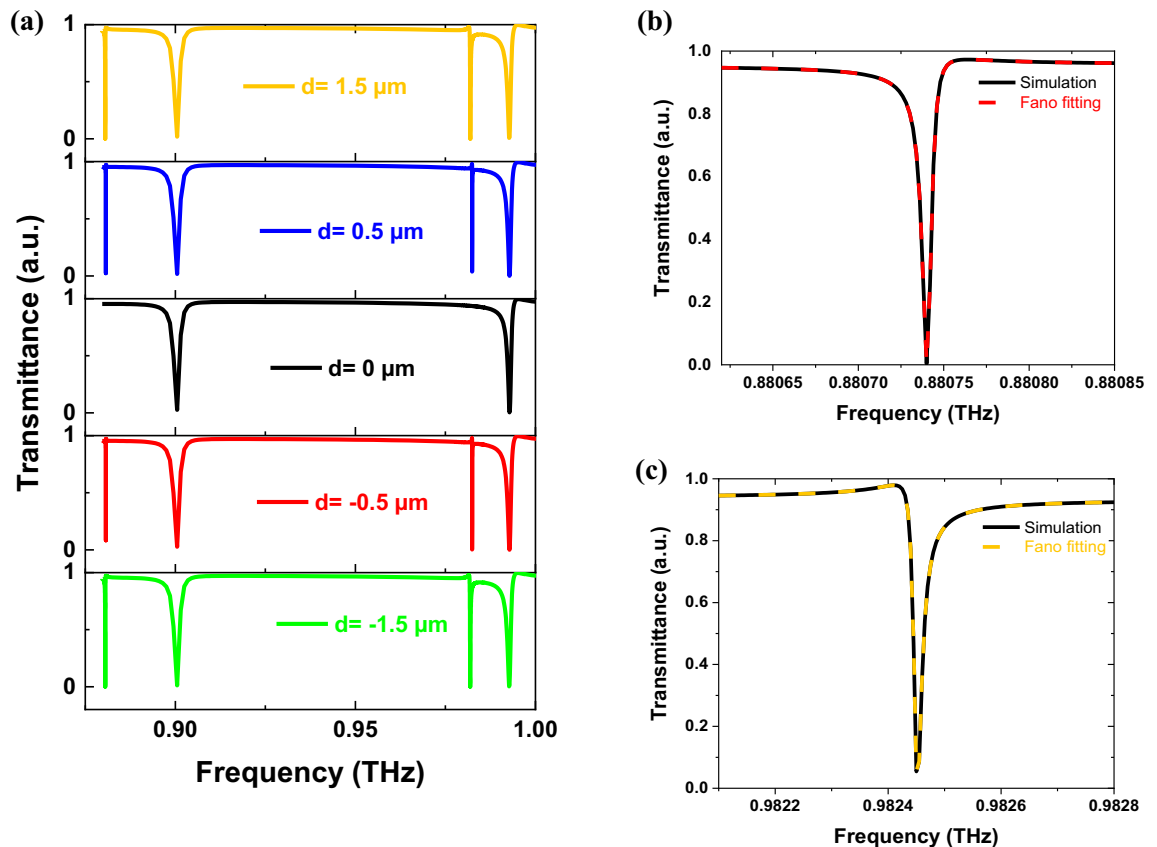 (a)
Transmittance (a.u.)
1
0
d= 1.5 μm
1
0
d= 0.5 μm
1
0
d= 0 μm
1
0
d= -0.5 μm
1
0
d= -1.5 μm
0.90 0.95 1.00
Frequency (THz)
(b)
Transmittance (a.u.)
1.0
0.8
0.6
0.4
0.2
0.0
Simulation
Fano fitting
0.88065 0.88070 0.88075 0.88080 0.88085
Frequency (THz)
(c)
Transmittance (a.u.)
1.0
0.8
0.6
0.4
0.2
0.0
Simulation
Fano fitting
0.9822 0.9824 0.9826 0.9828
Frequency (THz)